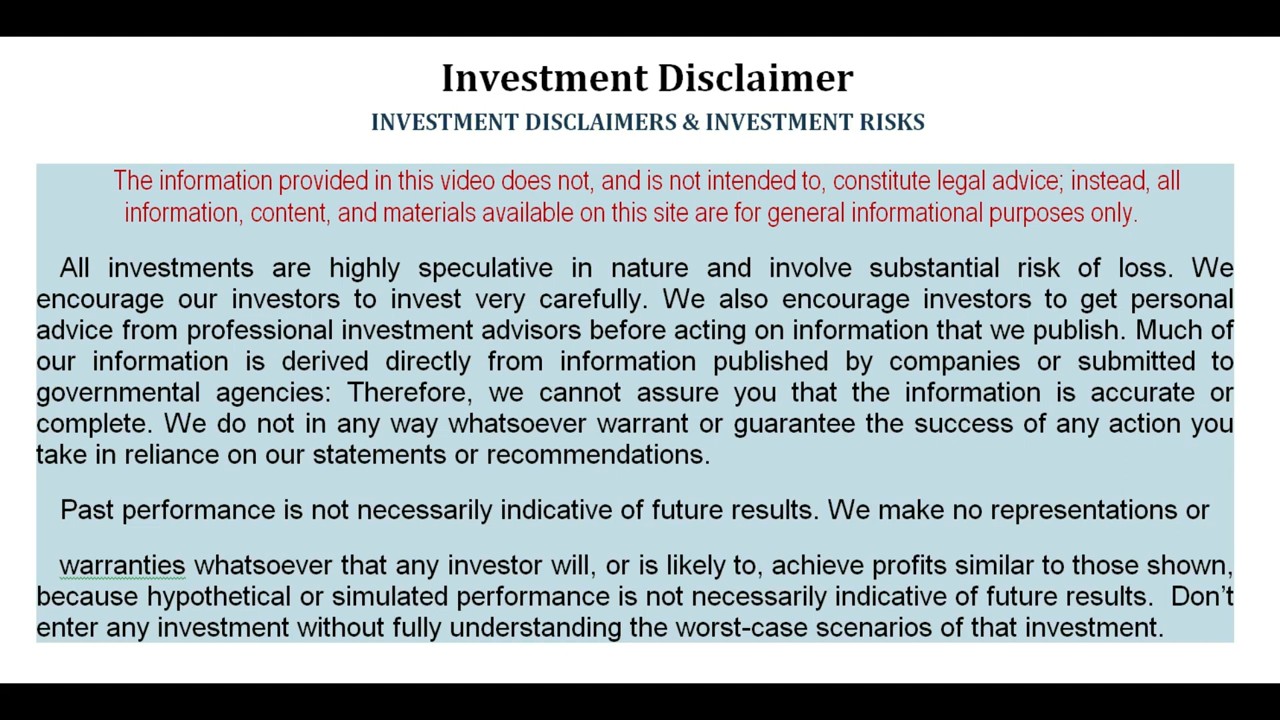 Investment Disclaimer
INVESTMENT DISCLAIMERS & INVESTMENT RISKS
The information provided in this video does not, and is not intended to, constitute legal advice; instead, all
information, content, and materials available on this site are for general informational purposes only.
All investments are highly speculative in nature and involve substantial risk of loss. We
encourage our investors to invest very carefully. We also encourage investors to get personal
advice from professional investment advisors before acting on information that we publish. Much of
our information is derived directly from information published by companies or submitted to
governmental agencies: Therefore, we cannot assure you that the information is accurate or
complete. We do not in any way whatsoever warrant or guarantee the success of any action you
take in reliance on our statements or recommendations.
Past performance is not necessarily indicative of future results. We make no representations or
warranties whatsoever that any investor will, or is likely to, achieve profits similar to those shown,
because hypothetical or simulated performance is not necessarily indicative of future results. Don’t
enter any investment without fully understanding the worst-case scenarios of that investment.